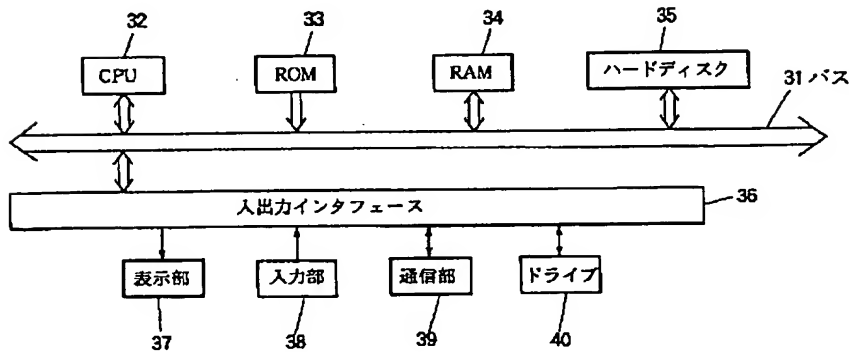 32
33
34
35
CPU
ROM
RAM
ハードディスク
31 バス
入出力インタフェース
36
表示部
入力部
通信部
ドライブ
37
38
39
40